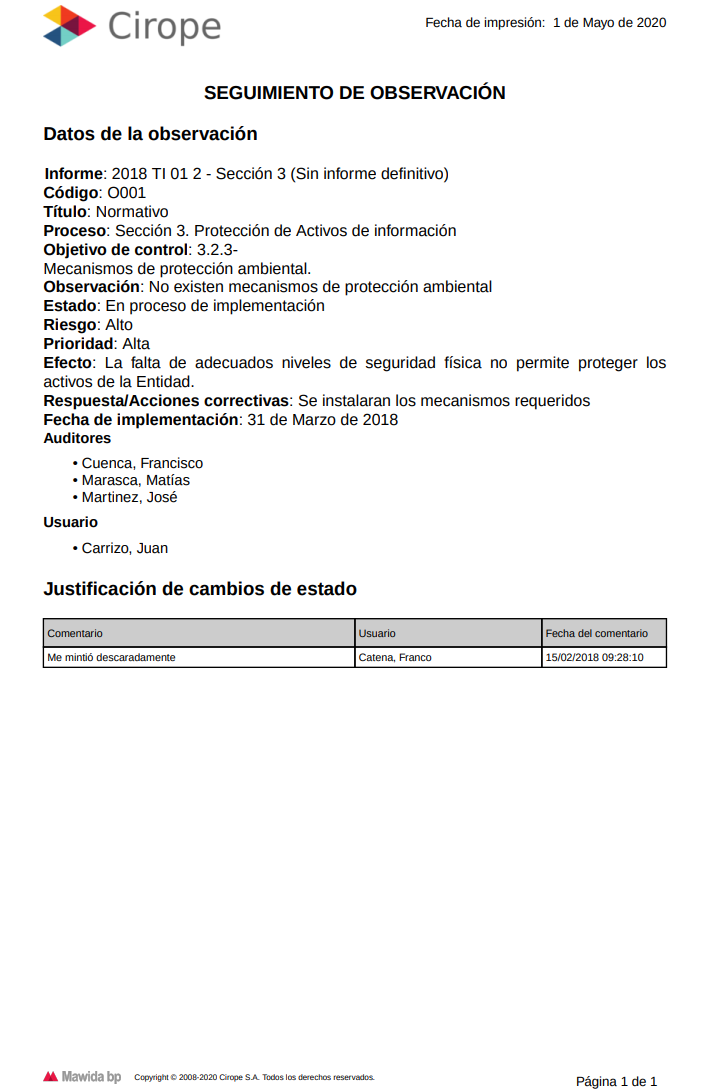 Cirope
Fecha de impresión: 1 de Mayo de 2020
SEGUIMIENTO DE OBSERVACIÓN
Datos de la observación
Informe: 2018 TI 01 2 - Sección 3 (Sin informe definitivo)
Código: O001
Título: Normativo
Proceso: Sección 3. Protección de Activos de información
Objetivo de control: 3.2.3-
Mecanismos de protección ambiental.
Observación: No existen mecanismos de protección ambiental
Estado: En proceso de implementación
Riesgo: Alto
Prioridad: Alta
Efecto: La falta de adecuados niveles de seguridad física no permite proteger los
activos de la Entidad.
Respuesta/Acciones correctivas: Se instalaran los mecanismos requeridos
Fecha de implementación: 31 de Marzo de 2018
Auditores
• Cuenca, Francisco
• Marasca, Matías
• Martinez, José
Usuario
• Carrizo, Juan
Justificación de cambios de estado
Comentario Usuario Fecha del comentario
Me mintió descaradamente Catena, Franco 15/02/2018 09:28:10
Mawida bp Copyright © 2008-2020 Cirope S.A. Todos los derechos reservados.
Página 1 de 1